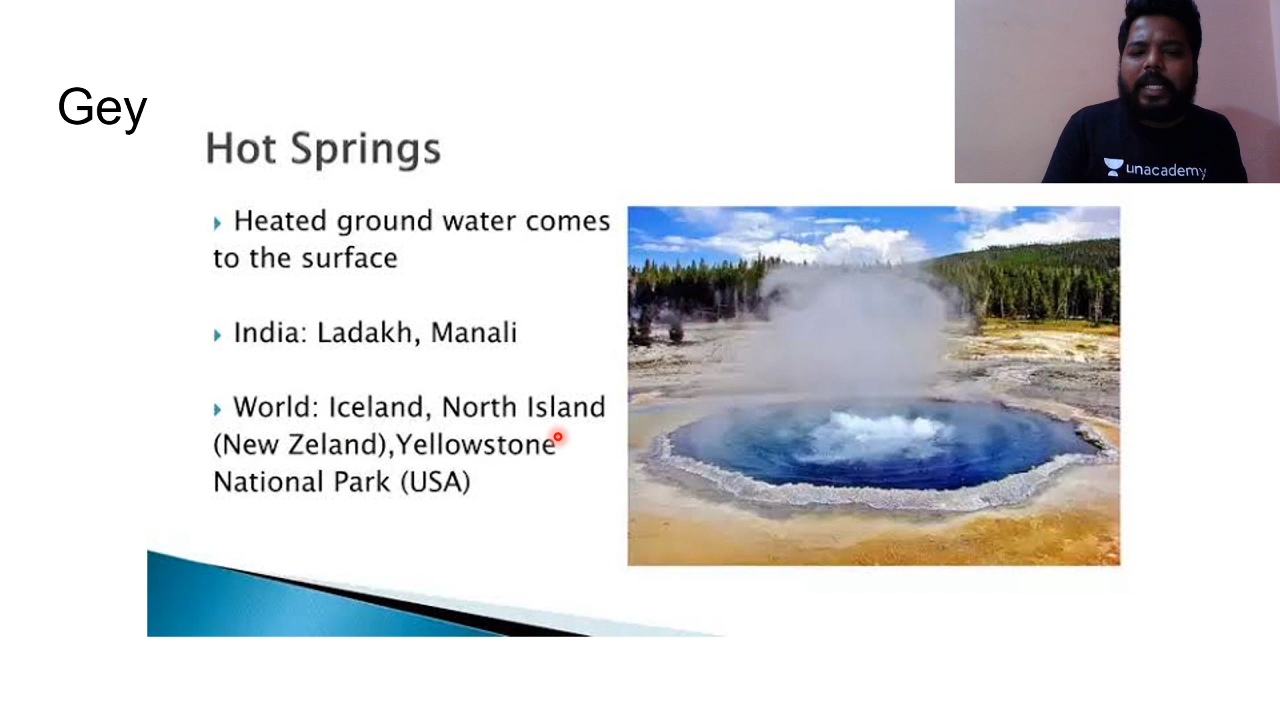 Gey
Hot Springs
Heated ground water comes
to the surface
India: Ladakh, Manali
World: Iceland, North Island
(New Zeland),Yellowstone
National Park (USA)
unacademy